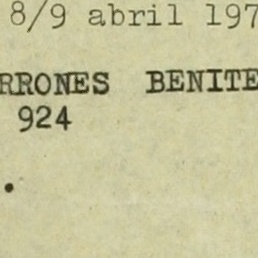 8/9 abril 197
RRONES BENITE
924
.